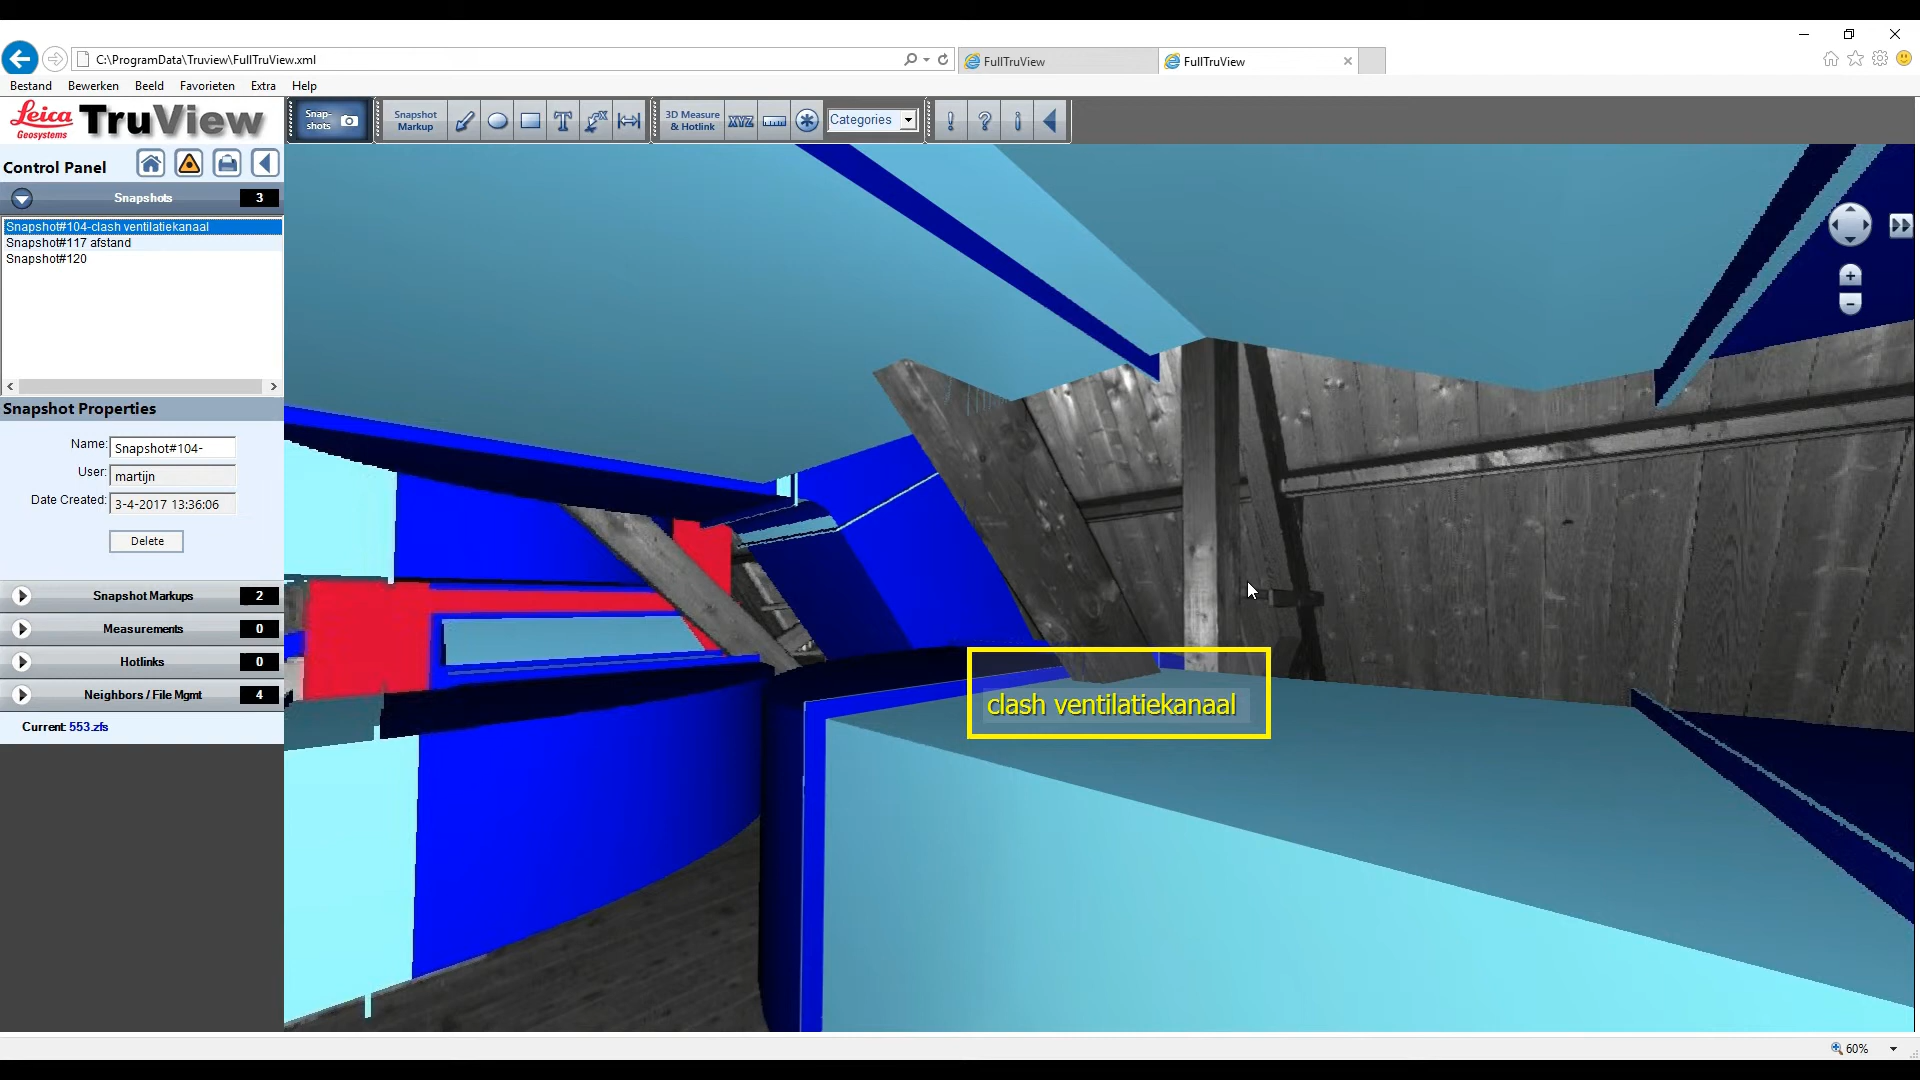 C:\ProgramData\Truview\FullTruView.xml
FullTruView
FullTruView
Bestand Bewerken Beeld Favorieten Extra Help
Leica
Geosystems
TruView
Snap-
shots
Snapshot
Markup
3D Measure
& Hotlink
XYZ
Categories
Control Panel
Snapshots 3
Snapshot#104-clash ventilatiekanaal
Snapshot#117 afstand
Snapshot#120
Snapshot Properties
Name: Snapshot#104-
User: martijn
Date Created: 3-4-2017 13:36:06
Delete
Snapshot Markups 2
Measurements 0
Hotlinks 0
Neighbors / File Mgmt 4
Current: 553.zfs
clash ventilatiekanaal
60%